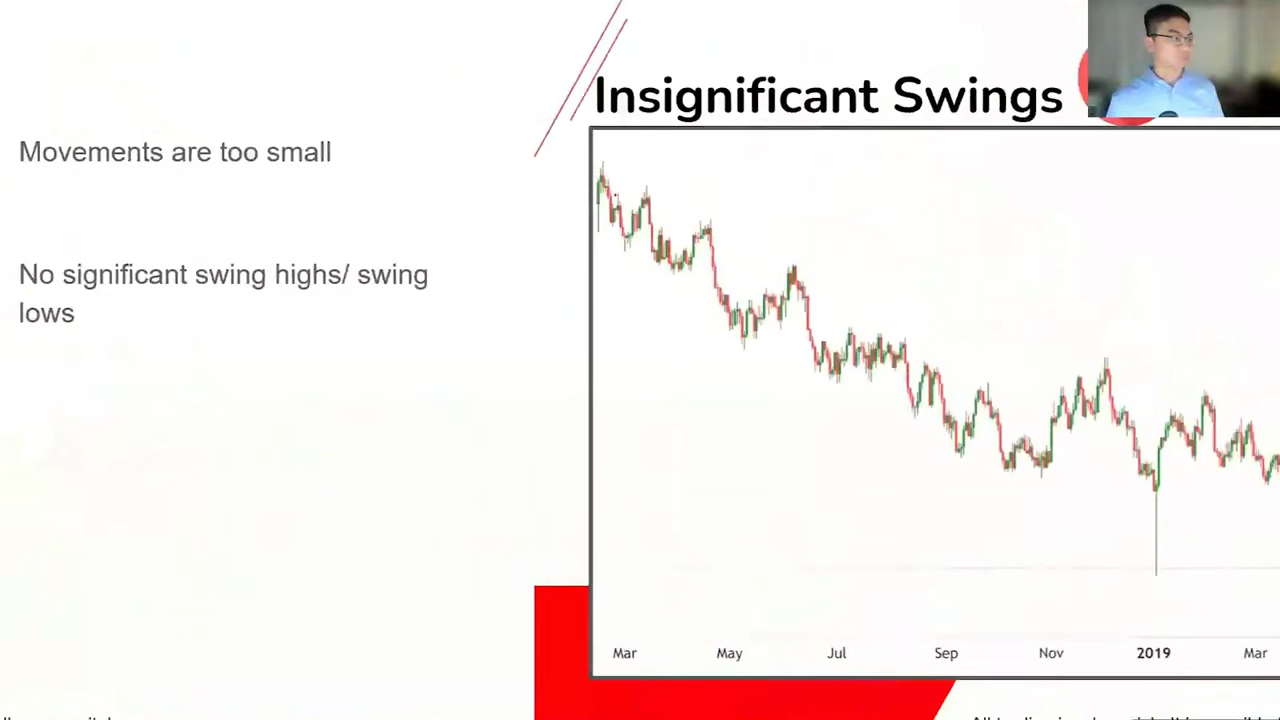 Insignificant Swings
Movements are too small
No significant swing highs/ swing
lows
Mar May Jul Sep Nov 2019 Mar